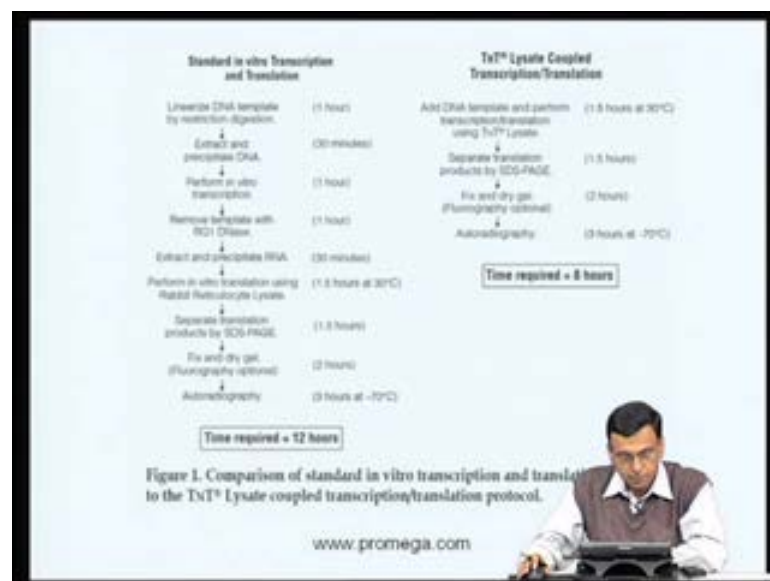 Standard in vitro Transcription
and Translation
Linearize DNA template
by restriction digestion.
(1 hour)
Extract and
precipitate DNA.
(30 minutes)
Perform in vitro
transcription.
(1 hour)
Remove template with
RQ1 DNase.
(1 hour)
Extract and precipitate RNA.
(30 minutes)
Perform in vitro translation using
Rabbit Reticulocyte Lysate.
(1.5 hours at 30°C)
Separate translation
products by SDS-PAGE.
(1.5 hours)
Fix and dry gel.
(Fluorography optional)
(2 hours)
Autoradiography
(3 hours at -70°C)
Time required = 12 hours
TNT® Lysate Coupled
Transcription/Translation
Add DNA template and perform
transcription/translation
using TNT® Lysate.
(1.5 hours at 30°C)
Separate translation
products by SDS-PAGE.
(1.5 hours)
Fix and dry gel.
(Fluorography optional)
(2 hours)
Autoradiography
(3 hours at -70°C)
Time required = 8 hours
Figure 1. Comparison of standard in vitro transcription and
to the TNT® Lysate coupled transcription/translation protocol.
www.promega.com